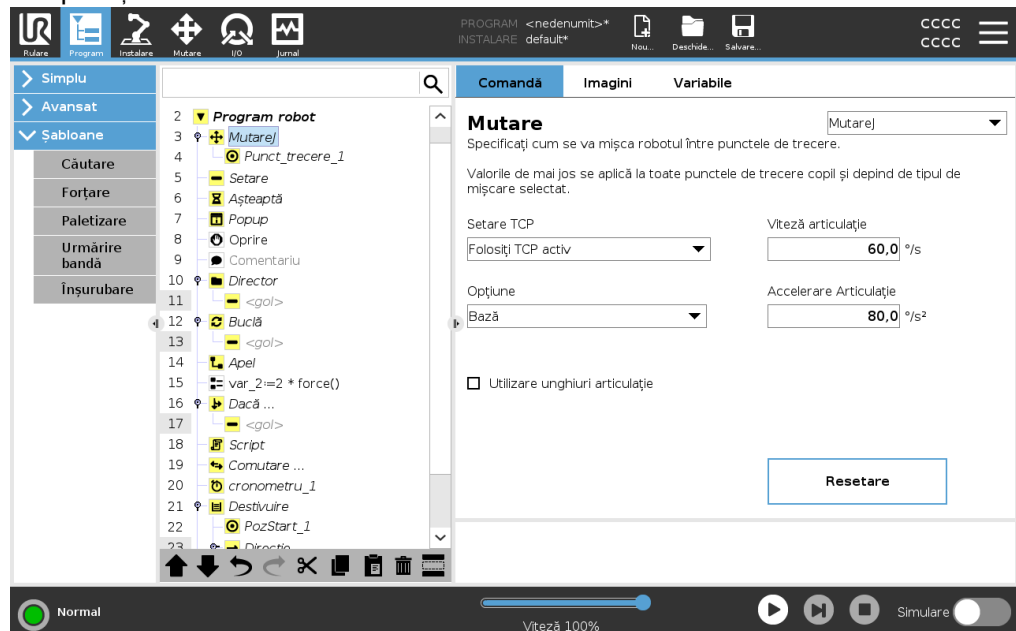 PROGRAM <nedenumit>*
INSTALARE default*
Rulare Program Instalare Mutare I/O Jurnal
Nou... Deschide... Salvare...
CCCC
CCCC
Simplu
Avansat
Șabloane
Căutare
Forțare
Paletizare
Urmărire
bandă
Înșurubare
2 Program robot
3 MutareJ
4 Punct_trecere_1
5 Setare
6 Așteaptă
7 Popup
8 Oprire
9 Comentariu
10 Director
11 <gol>
12 Buclă
13 <gol>
14 Apel
15 var_2:=2 * force()
16 Dacă ...
17 <gol>
18 Script
19 Comutare ...
20 cronometru_1
21 Destivuire
22 PozStart_1
23 Direcție
Comandă Imagini Variabile
Mutare
MutareJ
Specificați cum se va mișca robotul între punctele de trecere.
Valorile de mai jos se aplică la toate punctele de trecere copil și depind de tipul de
mișcare selectat.
Setare TCP Viteză articulație
Folosiți TCP activ 60,0 °/s
Opțiune Accelerare Articulație
Bază 80,0 °/s²
Utilizare unghiuri articulație
Resetare
Normal
Viteză 100%
Simulare